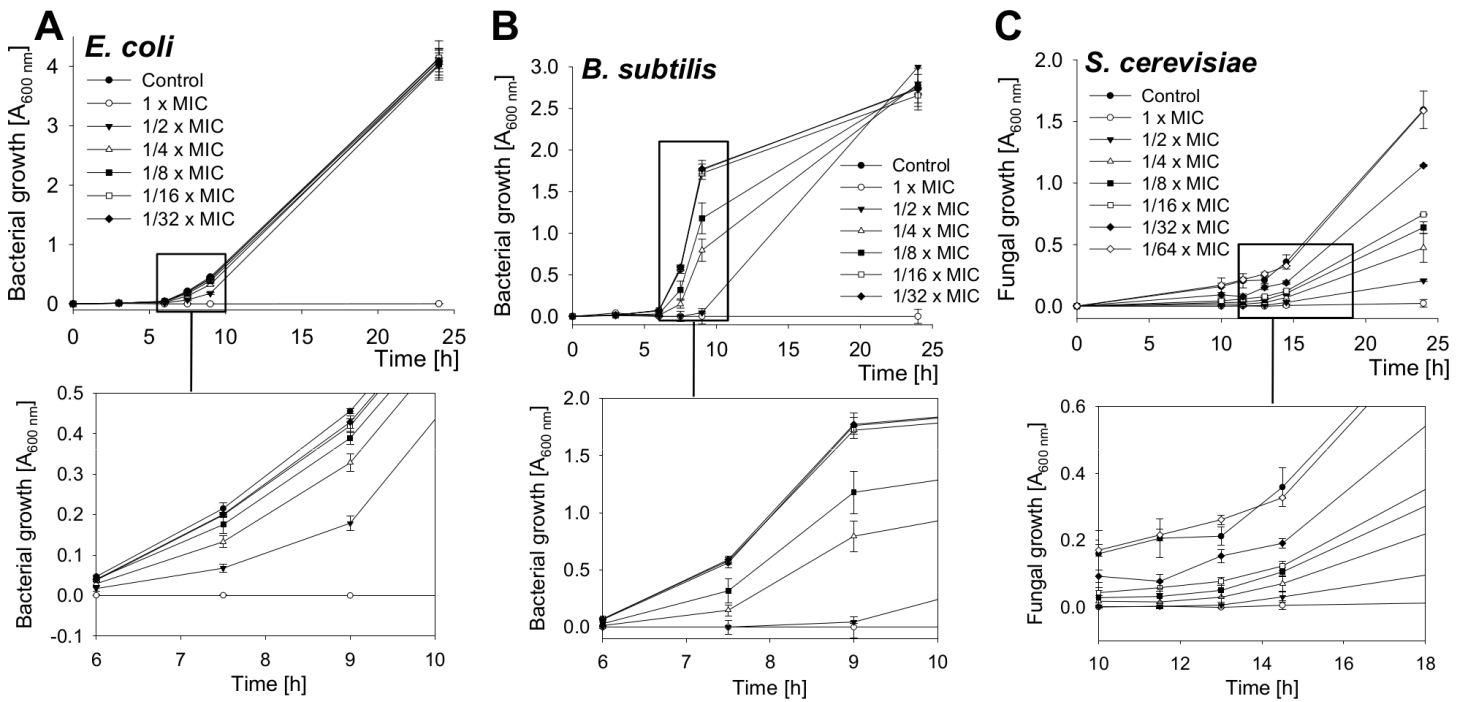 A
E. coli
Control
1 x MIC
1/2 x MIC
1/4 x MIC
1/8 x MIC
1/16 x MIC
1/32 x MIC
Bacterial growth [A600 nm]
4
3
2
1
0
0 5 10 15 20 25
Time [h]
Bacterial growth [A600 nm]
0.5
0.4
0.3
0.2
0.1
0.0
-0.1
6 7 8 9 10
Time [h]
B
B. subtilis
Control
1 x MIC
1/2 x MIC
1/4 x MIC
1/8 x MIC
1/16 x MIC
1/32 x MIC
Bacterial growth [A600 nm]
3.0
2.5
2.0
1.5
1.0
0.5
0.0
0 5 10 15 20 25
Time [h]
Bacterial growth [A600 nm]
2.0
1.5
1.0
0.5
0.0
6 7 8 9 10
Time [h]
C
S. cerevisiae
Control
1 x MIC
1/2 x MIC
1/4 x MIC
1/8 x MIC
1/16 x MIC
1/32 x MIC
1/64 x MIC
Fungal growth [A600 nm]
2.0
1.5
1.0
0.5
0.0
0 5 10 15 20 25
Time [h]
Fungal growth [A600 nm]
0.6
0.4
0.2
0.0
10 12 14 16 18
Time [h]